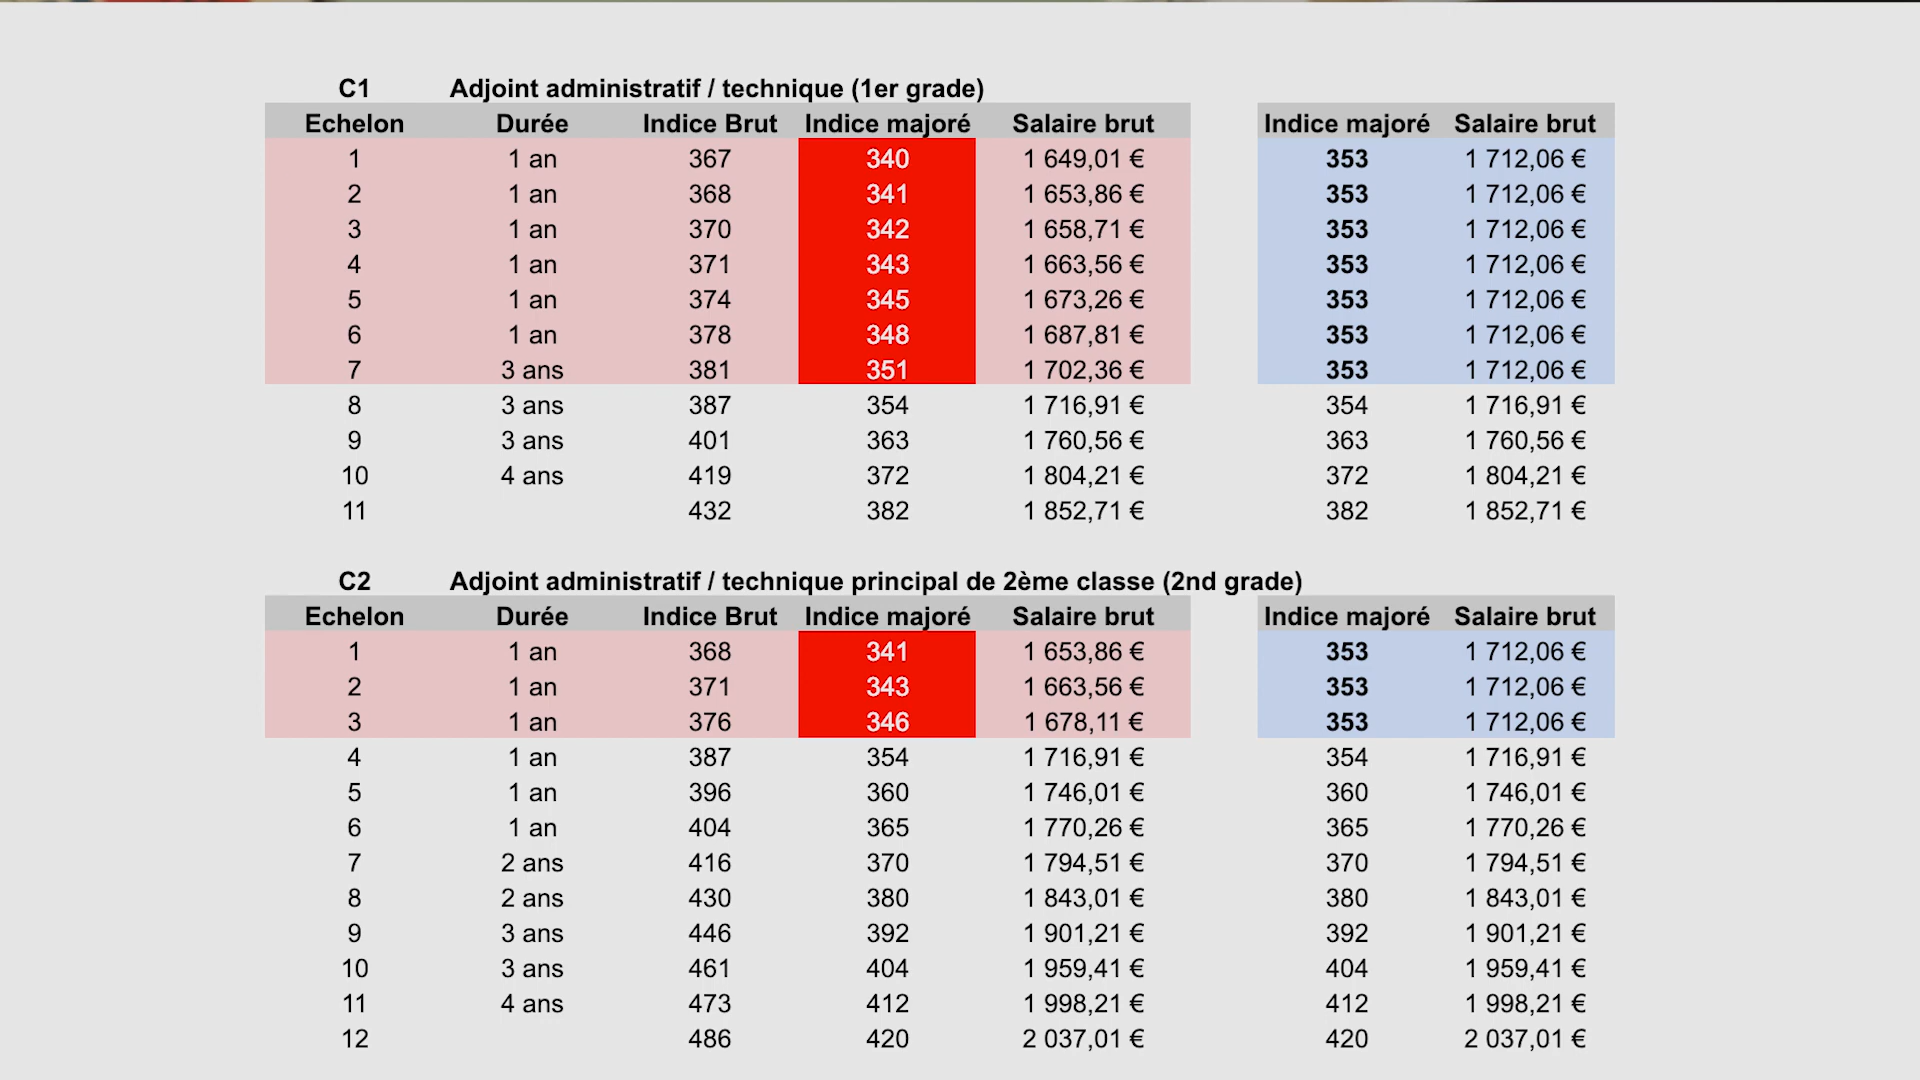 C1 Adjoint administratif / technique (1er grade)
Echelon Durée Indice Brut Indice majoré Salaire brut Indice majoré Salaire brut
1 1 an 367 340 1 649,01 € 353 1 712,06 €
2 1 an 368 341 1 653,86 € 353 1 712,06 €
3 1 an 370 342 1 658,71 € 353 1 712,06 €
4 1 an 371 343 1 663,56 € 353 1 712,06 €
5 1 an 374 345 1 673,26 € 353 1 712,06 €
6 1 an 378 348 1 687,81 € 353 1 712,06 €
7 3 ans 381 351 1 702,36 € 353 1 712,06 €
8 3 ans 387 354 1 716,91 € 354 1 716,91 €
9 3 ans 401 363 1 760,56 € 363 1 760,56 €
10 4 ans 419 372 1 804,21 € 372 1 804,21 €
11 432 382 1 852,71 € 382 1 852,71 €
C2 Adjoint administratif / technique principal de 2ème classe (2nd grade)
Echelon Durée Indice Brut Indice majoré Salaire brut Indice majoré Salaire brut
1 1 an 368 341 1 653,86 € 353 1 712,06 €
2 1 an 371 343 1 663,56 € 353 1 712,06 €
3 1 an 376 346 1 678,11 € 353 1 712,06 €
4 1 an 387 354 1 716,91 € 354 1 716,91 €
5 1 an 396 360 1 746,01 € 360 1 746,01 €
6 1 an 404 365 1 770,26 € 365 1 770,26 €
7 2 ans 416 370 1 794,51 € 370 1 794,51 €
8 2 ans 430 380 1 843,01 € 380 1 843,01 €
9 3 ans 446 392 1 901,21 € 392 1 901,21 €
10 3 ans 461 404 1 959,41 € 404 1 959,41 €
11 4 ans 473 412 1 998,21 € 412 1 998,21 €
12 486 420 2 037,01 € 420 2 037,01 €